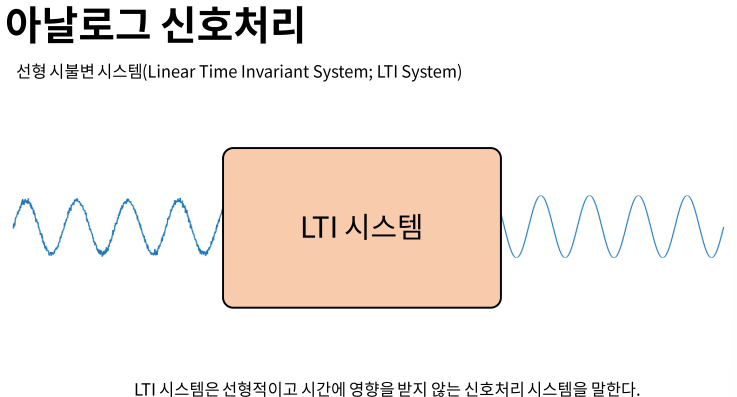 아날로그 신호처리
선형 시불변 시스템(Linear Time Invariant System; LTI System)
LTI 시스템
LTI 시스템은 선형적이고 시간에 영향을 받지 않는 신호처리 시스템을 말한다.